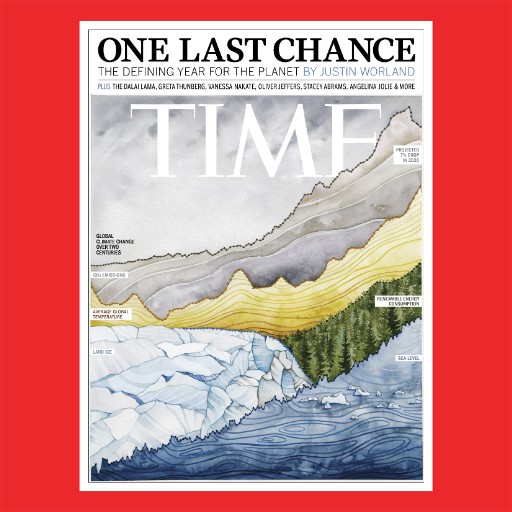 ONE LAST CHANCE
THE DEFINING YEAR FOR THE PLANET BY JUSTIN WORLAND
PLUS THE DALAI LAMA, GRETA THUNBERG, VANESSA NAKATE, OLIVER JEFFERS, STACEY ABRAMS, ANGELINA JOLIE & MORE
TIME
PROJECTED
7% DROP
IN 2020
GLOBAL
CLIMATE CHANGE
OVER TWO
CENTURIES
CO₂ EMISSIONS
RENEWABLE ENERGY
CONSUMPTION
AVERAGE GLOBAL
TEMPERATURE
LAND ICE
SEA LEVEL